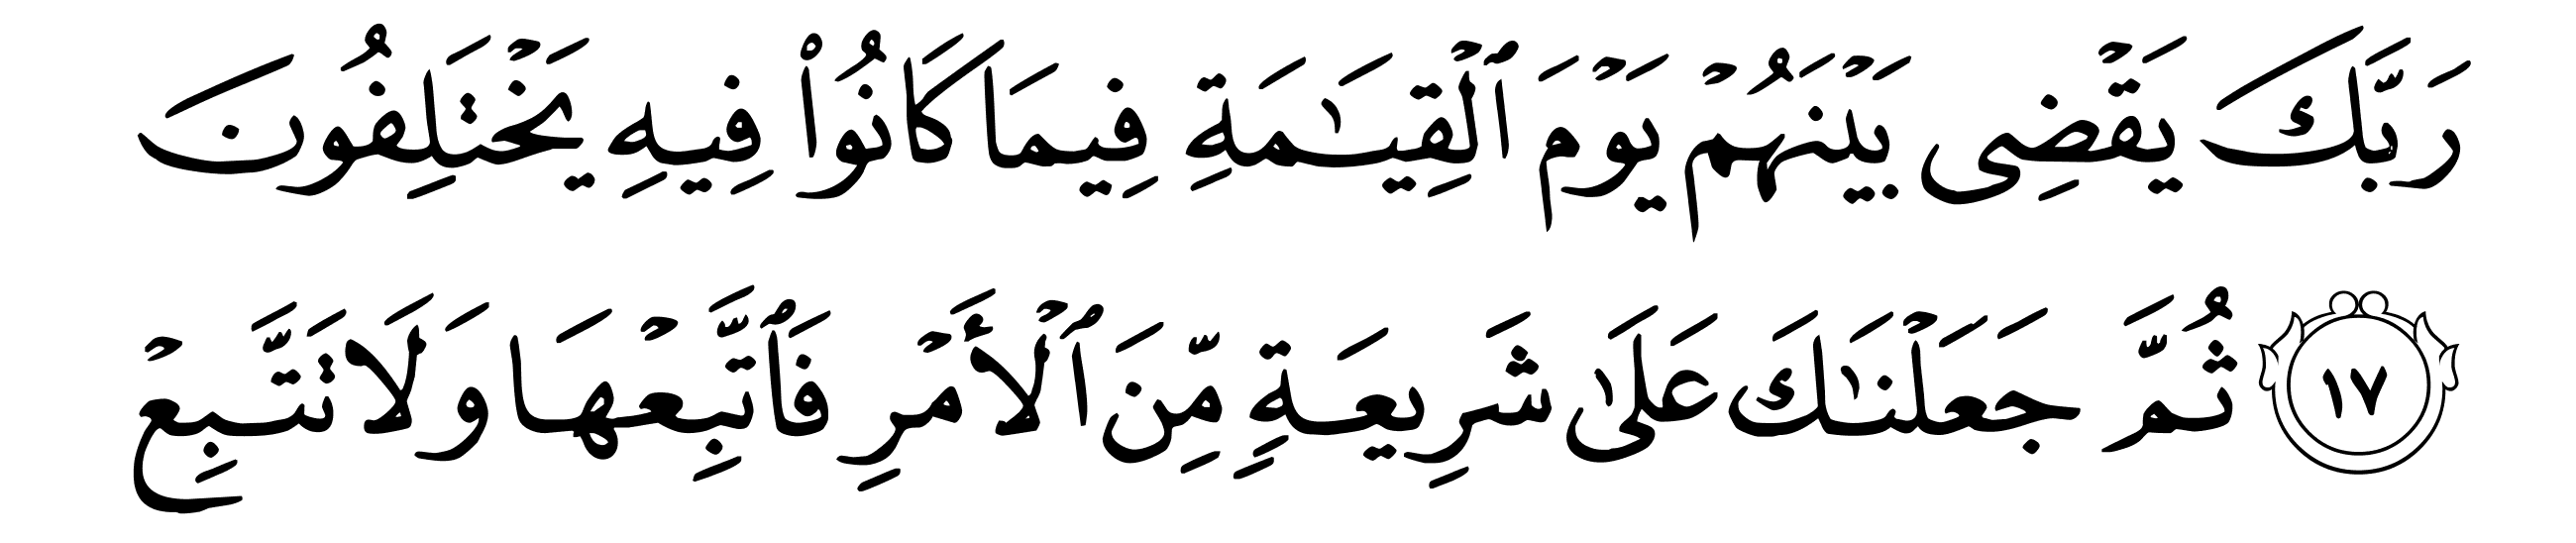 رَبَّكَ يَقْضِى بَيْنَهُمْ يَوْمَ ٱلْقِيَـٰمَةِ فِيمَا كَانُوا۟ فِيهِ يَخْتَلِفُونَ
١٧ ثُمَّ جَعَلْنَـٰكَ عَلَىٰ شَرِيعَةٍ مِّنَ ٱلْأَمْرِ فَٱتَّبِعْهَا وَلَا تَتَّبِعْ